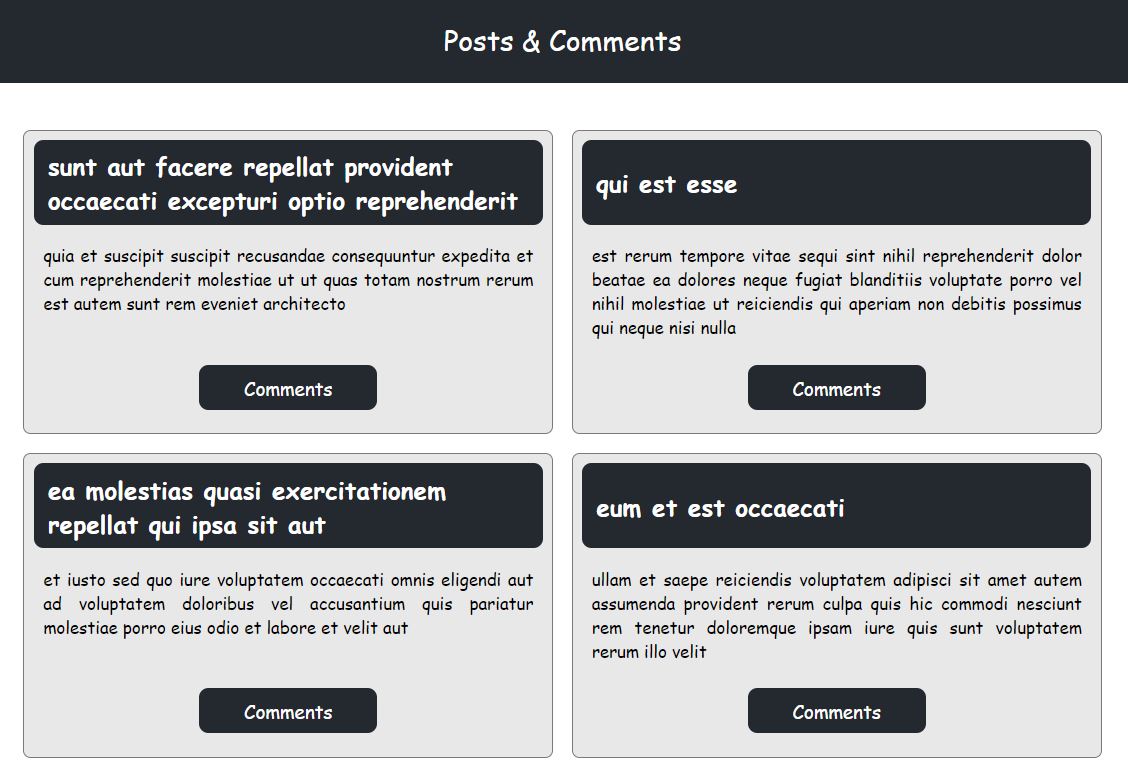 Posts & Comments
sunt aut facere repellat provident
occaecati excepturi optio reprehenderit
quia et suscipit suscipit recusandae consequuntur expedita et
cum reprehenderit molestiae ut ut quas totam nostrum rerum
est autem sunt rem eveniet architecto
Comments
qui est esse
est rerum tempore vitae sequi sint nihil reprehenderit dolor
beatae ea dolores neque fugiat blanditiis voluptate porro vel
nihil molestiae ut reiciendis qui aperiam non debitis possimus
qui neque nisi nulla
Comments
ea molestias quasi exercitationem
repellat qui ipsa sit aut
et iusto sed quo iure voluptatem occaecati omnis eligendi aut
ad voluptatem doloribus vel accusantium quis pariatur
molestiae porro eius odio et labore et velit aut
Comments
eum et est occaecati
ullam et saepe reiciendis voluptatem adipisci sit amet autem
assumenda provident rerum culpa quis hic commodi nesciunt
rem tenetur doloremque ipsam iure quis sunt voluptatem
rerum illo velit
Comments